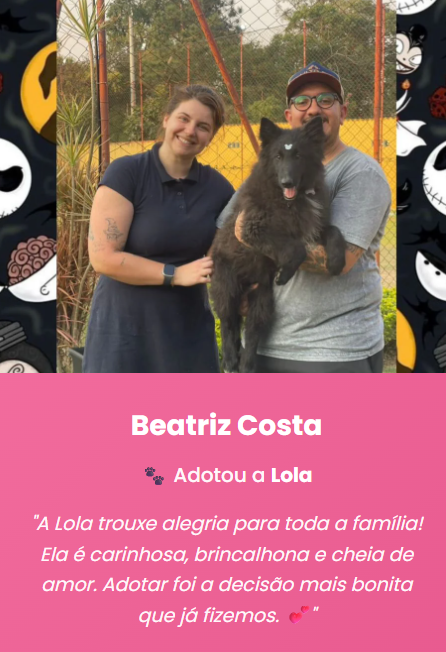 Beatriz Costa
🐾 Adotou a Lola
"A Lola trouxe alegria para toda a família!
Ela é carinhosa, brincalhona e cheia de
amor. Adotar foi a decisão mais bonita
que já fizemos. 💕"